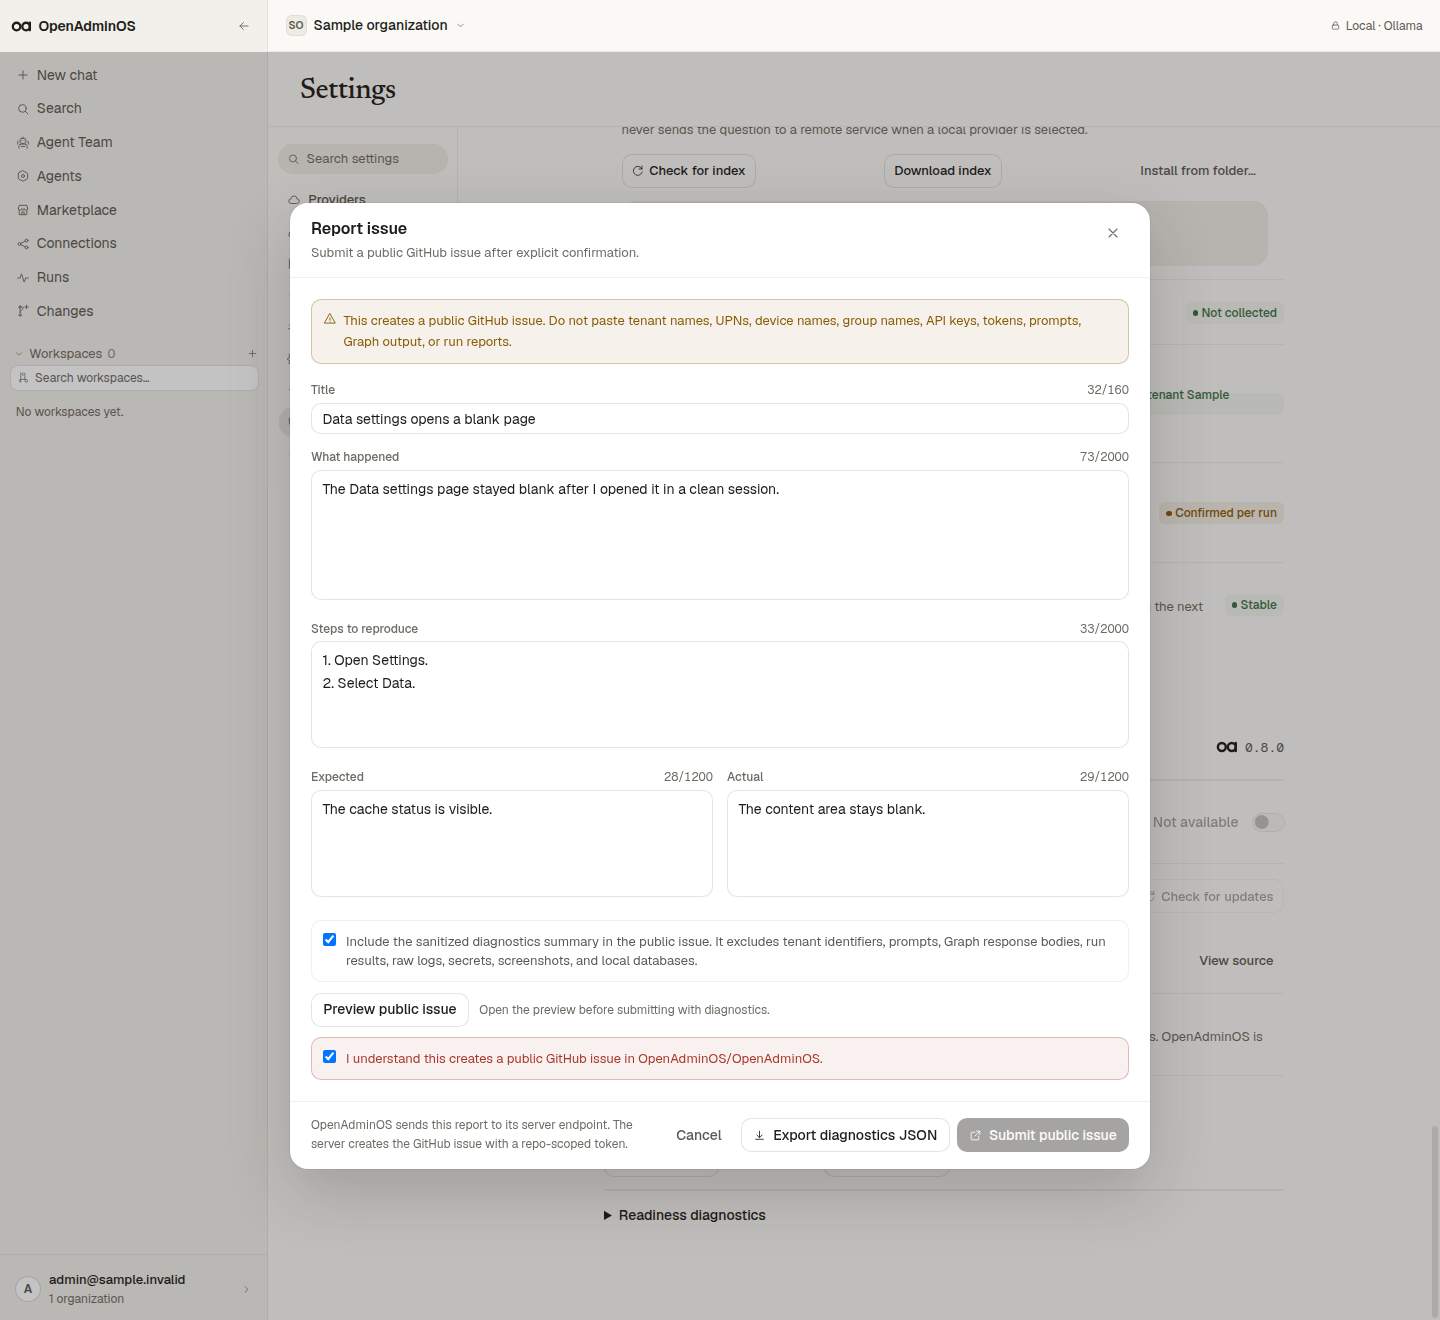 OpenAdminOS
SO Sample organization
Local · Ollama
New chat
Search
Agent Team
Agents
Marketplace
Connections
Runs
Changes
Workspaces 0
Search workspaces...
No workspaces yet.
admin@sample.invalid
A
1 organization
Settings
Search settings
Providers
never sends the question to a remote service when a local provider is selected.
Check for index
Download index
Install from folder...
Not collected
tenant Sample
Confirmed per run
the next
Stable
oa 0.8.0
Not available
Check for updates
View source
s. OpenAdminOS is
Readiness diagnostics
Report issue
Submit a public GitHub issue after explicit confirmation.
This creates a public GitHub issue. Do not paste tenant names, UPNs, device names, group names, API keys, tokens, prompts,
Graph output, or run reports.
Title 32/160
Data settings opens a blank page
What happened 73/2000
The Data settings page stayed blank after I opened it in a clean session.
Steps to reproduce 33/2000
1. Open Settings.
2. Select Data.
Expected 28/1200
The cache status is visible.
Actual 29/1200
The content area stays blank.
Include the sanitized diagnostics summary in the public issue. It excludes tenant identifiers, prompts, Graph response bodies, run
results, raw logs, secrets, screenshots, and local databases.
Preview public issue
Open the preview before submitting with diagnostics.
I understand this creates a public GitHub issue in OpenAdminOS/OpenAdminOS.
OpenAdminOS sends this report to its server endpoint. The
server creates the GitHub issue with a repo-scoped token.
Cancel
Export diagnostics JSON
Submit public issue